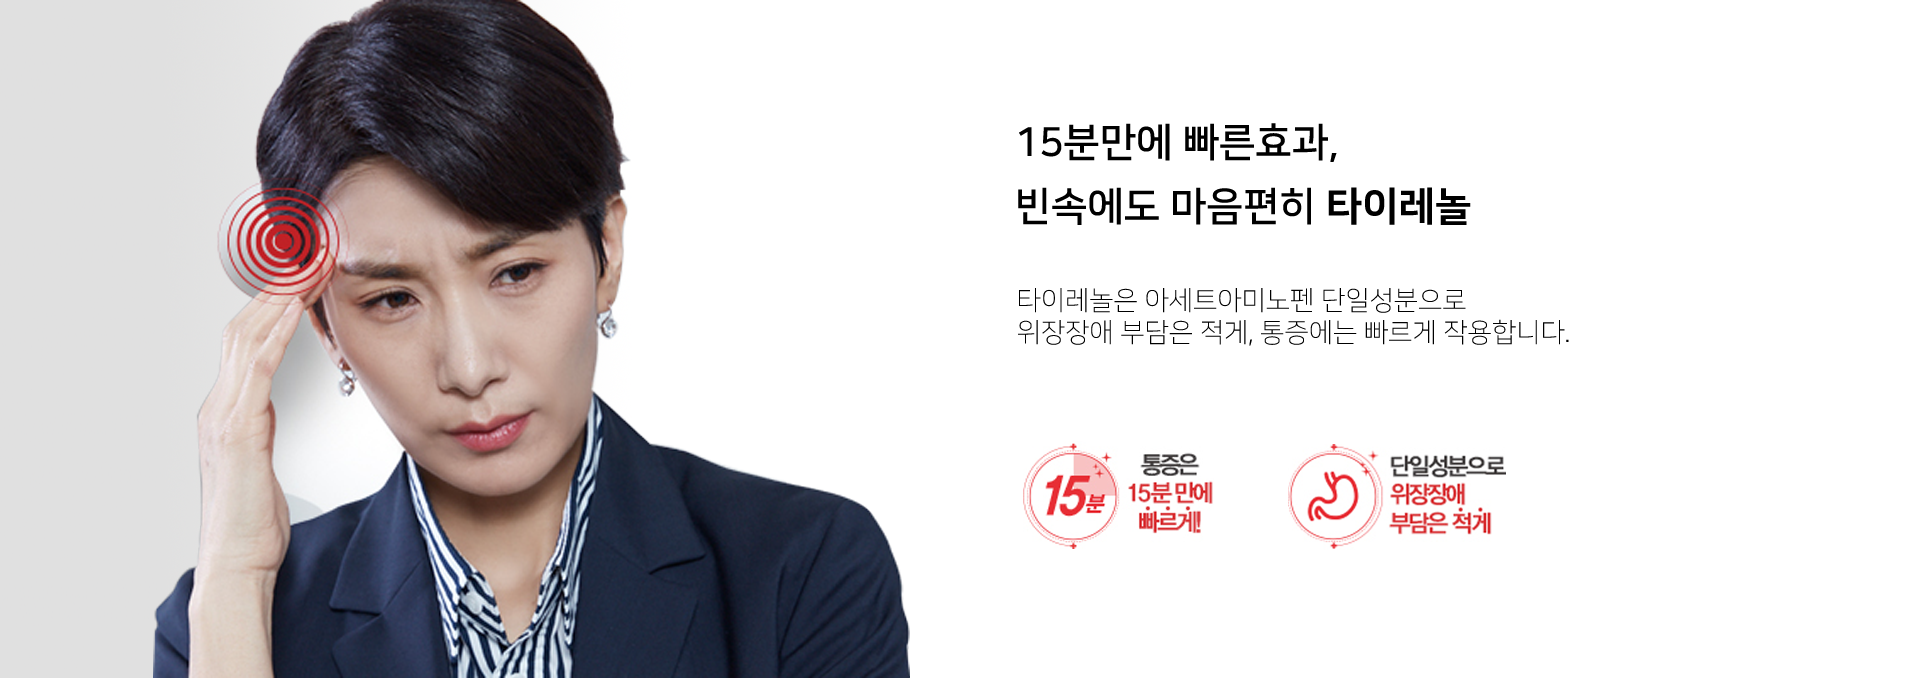 15분만에 빠른효과,
빈속에도 마음편히 타이레놀
타이레놀은 아세트아미노펜 단일성분으로
위장장애 부담은 적게, 통증에는 빠르게 작용합니다.
15분
통증은
15분 만에
빠르게!
단일성분으로
위장장애
부담은 적게